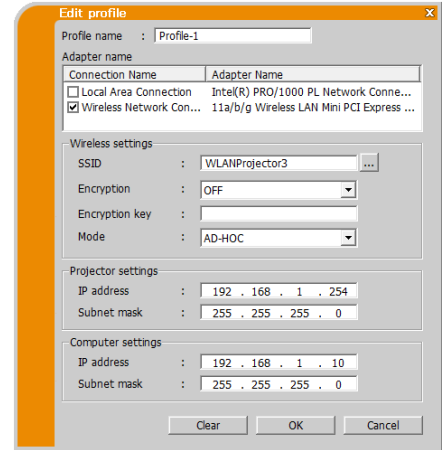 Edit profile x
Profile name : Profile-1
Adapter name
Connection Name Adapter Name
Local Area Connection Intel(R) PRO/1000 PL Network Conne...
Wireless Network Con... 11a/b/g Wireless LAN Mini PCI Express ...
Wireless settings
SSID : WLANProjector3 ...
Encryption : OFF
Encryption key :
Mode : AD-HOC
Projector settings
IP address : 192 . 168 . 1 . 254
Subnet mask : 255 . 255 . 255 . 0
Computer settings
IP address : 192 . 168 . 1 . 10
Subnet mask : 255 . 255 . 255 . 0
Clear OK Cancel